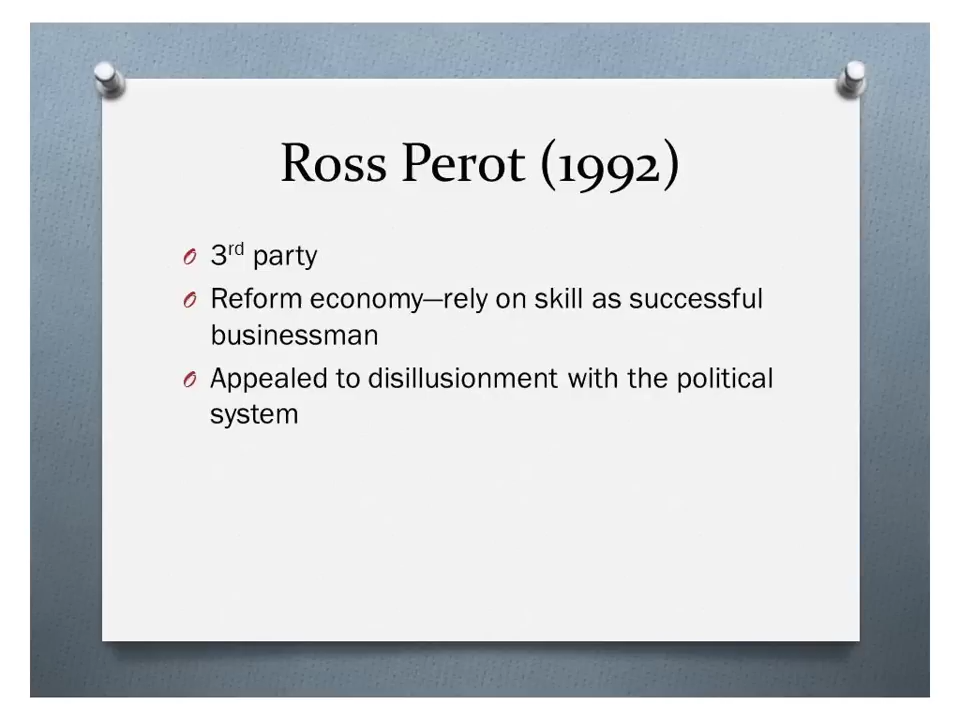 Ross Perot (1992)
3rd party
Reform economy—rely on skill as successful
businessman
Appealed to disillusionment with the political
system